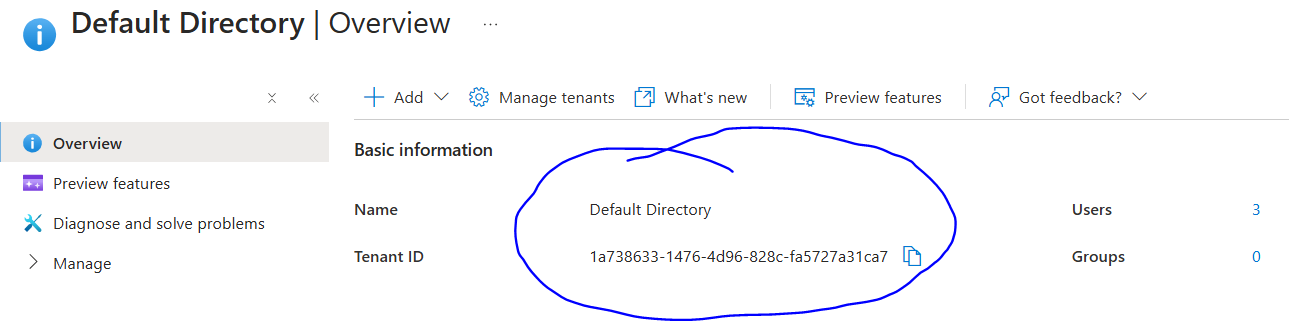 Default Directory | Overview ...
Add
Manage tenants
What's new
Preview features
Got feedback?
Overview
Preview features
Diagnose and solve problems
Manage
Basic information
Name Default Directory Users 3
Tenant ID 1a738633-1476-4d96-828c-fa5727a31ca7 Groups 0